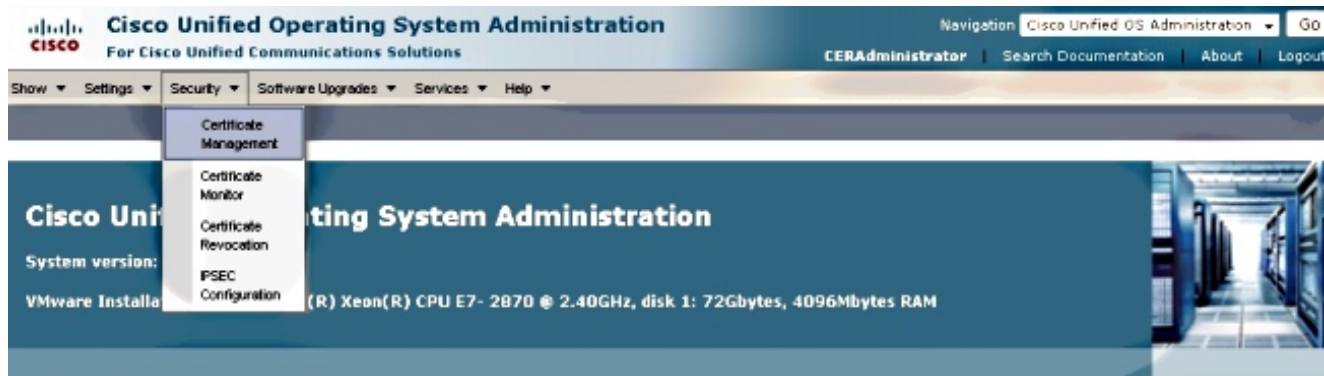 Cisco Unified Operating System Administration
Navigation Cisco Unified OS Administration Go
CISCO
For Cisco Unified Communications Solutions
CERAdministrator | Search Documentation | About | Logout
Show Settings Security Software Upgrades Services Help
Certificate
Management
Certificate
Monitor
Certificate
Revocation
IPSEC
Configuration
Cisco Uni ting System Administration
System version:
VMware Installa (R) Xeon(R) CPU E7- 2870 @ 2.40GHz, disk 1: 72Gbytes, 4096Mbytes RAM